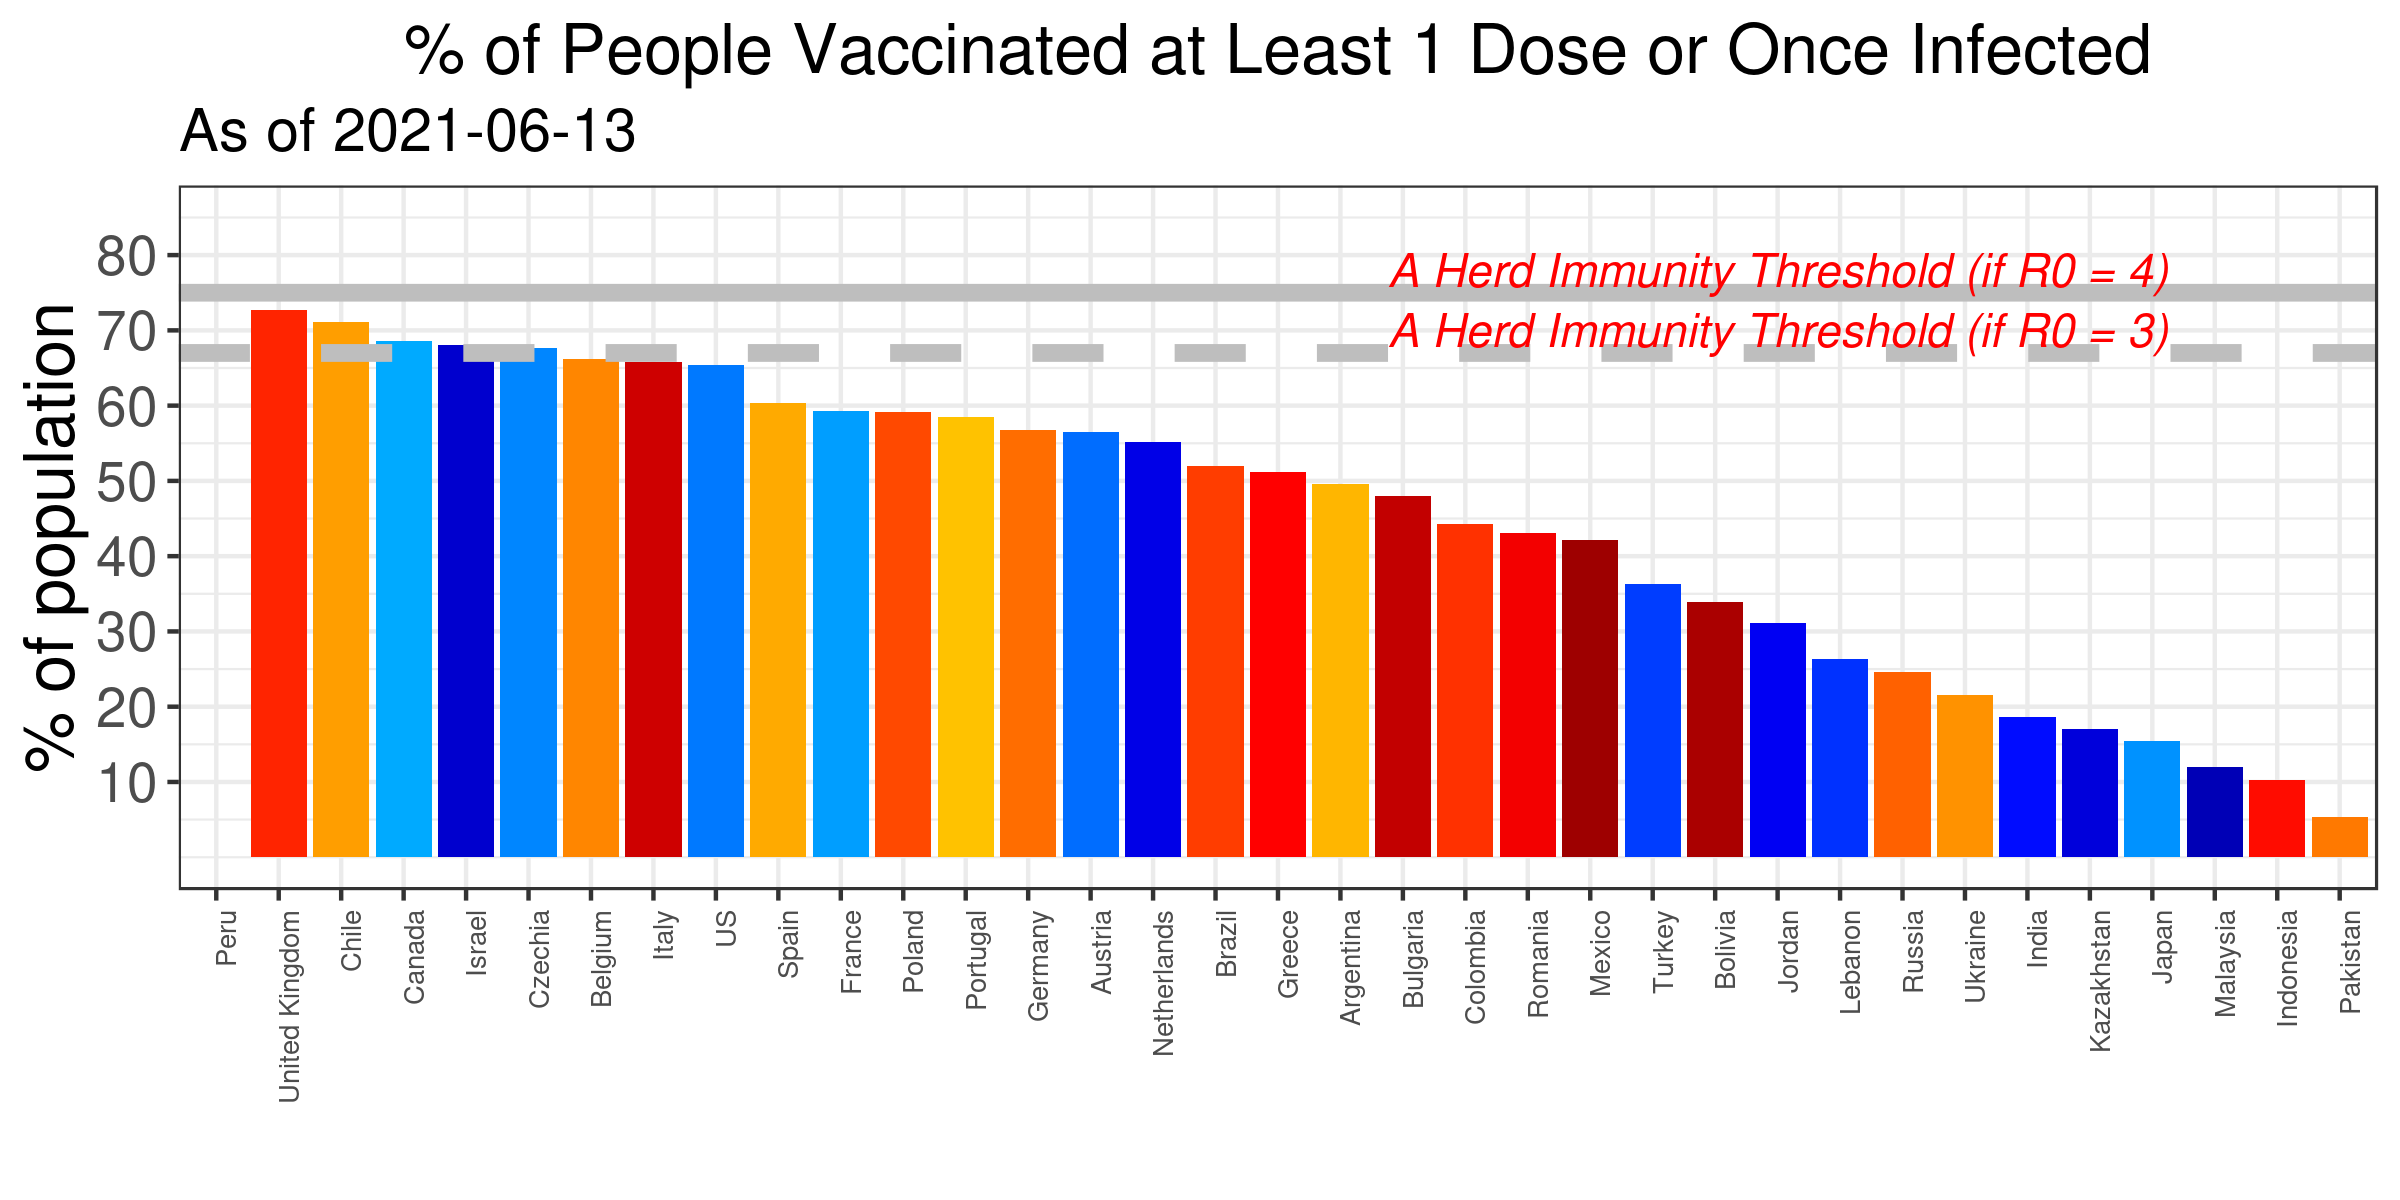 % of People Vaccinated at Least 1 Dose or Once Infected
As of 2021-06-13
% of population
80
70
60
50
40
30
20
10
A Herd Immunity Threshold (if R0 = 4)
A Herd Immunity Threshold (if R0 = 3)
Peru
United Kingdom
Chile
Canada
Israel
Czechia
Belgium
Italy
US
Spain
France
Poland
Portugal
Germany
Austria
Netherlands
Brazil
Greece
Argentina
Bulgaria
Colombia
Romania
Mexico
Turkey
Bolivia
Jordan
Lebanon
Russia
Ukraine
India
Kazakhstan
Japan
Malaysia
Indonesia
Pakistan